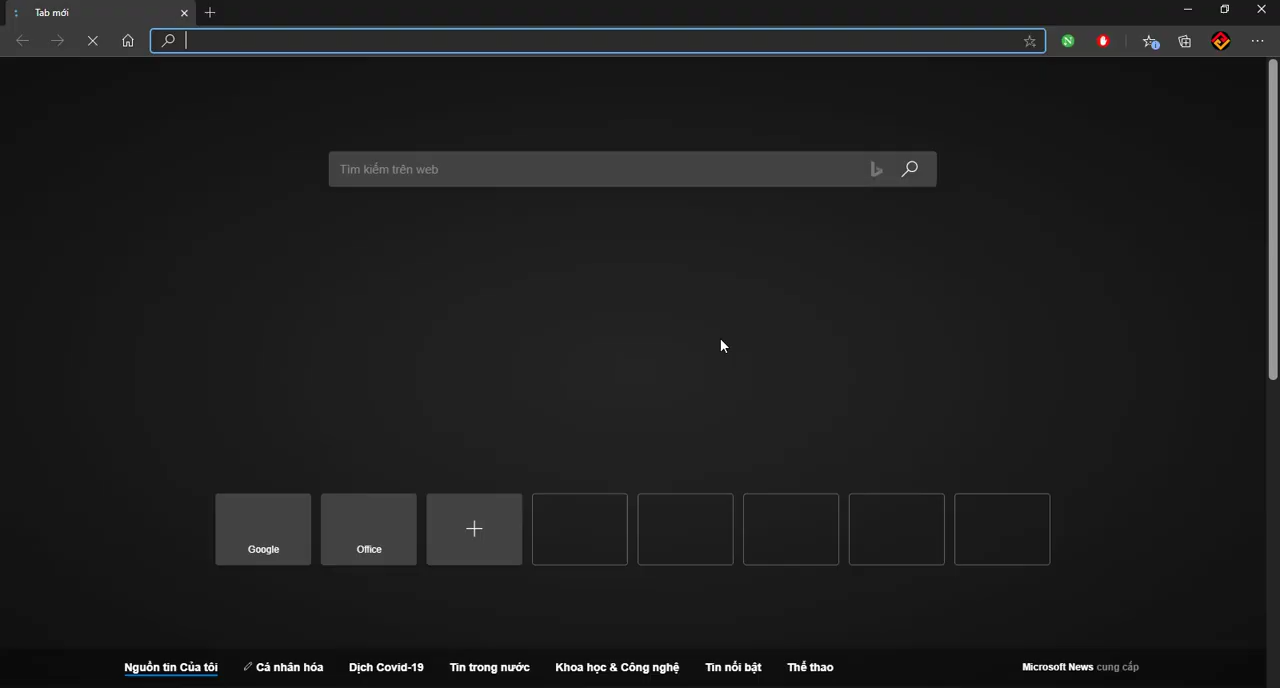 Tab mới
Tìm kiếm trên web
Google
Office
Nguồn tin Của tôi
Cá nhân hóa
Dịch Covid-19
Tin trong nước
Khoa học & Công nghệ
Tin nổi bật
Thể thao
Microsoft News cung cấp